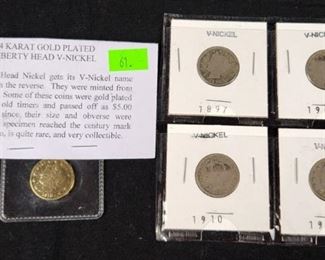 4 KARAT GOLD PLATED
IBERTY HEAD V-NICKEL
61.
Head Nickel gets its V-Nickel name
the reverse. They were minted from
Some of these coins were gold plated
old timers and passed off as $5.00
since, their size and obverse were
specimen reached the century mark
is quite rare, and very collectible.
V-NICKEL
1897
V-NICKEL
19
V-NICKEL
1910
V-NICKEL
19